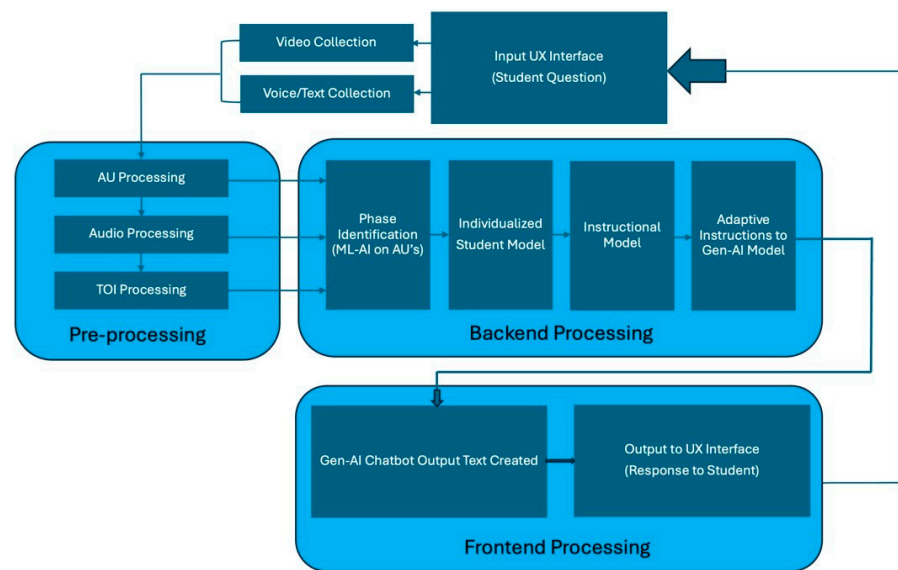 Video Collection
Voice/Text Collection
Input UX Interface
(Student Question)
AU Processing
Audio Processing
TOI Processing
Pre-processing
Phase
Identification
(ML-AI on AU's)
Individualized
Student Model
Instructional
Model
Adaptive
Instructions to
Gen-AI Model
Backend Processing
Gen-AI Chatbot Output Text Created
Output to UX Interface
(Response to Student)
Frontend Processing